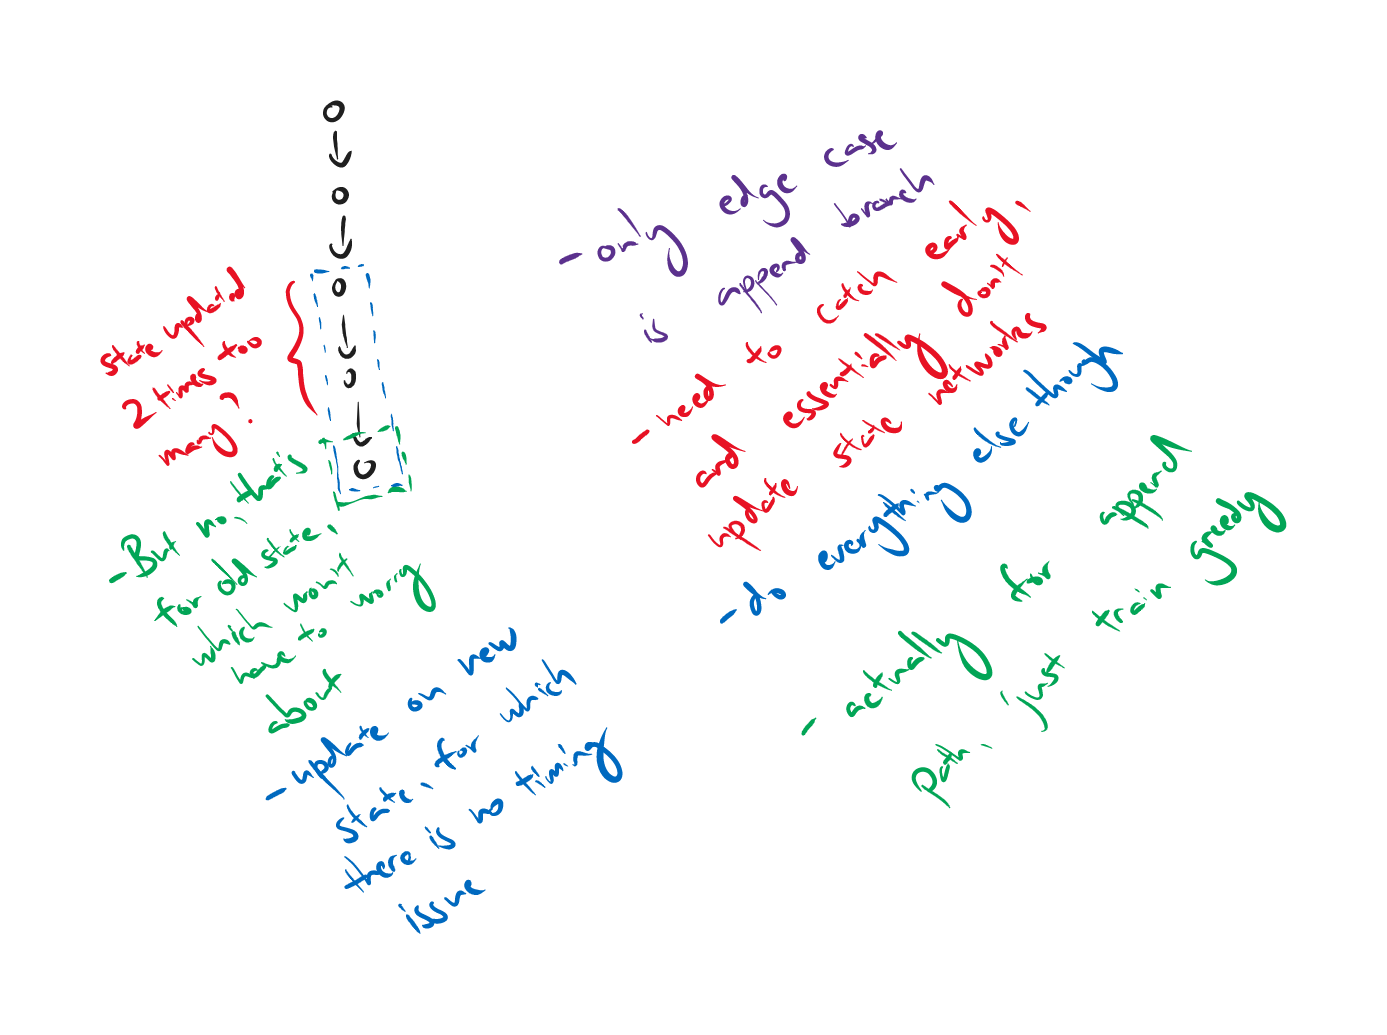 state updated
2 times too
many?
- But no, that's
for old state,
which won't
have to worry
about
- update on new
state, for which
there is no timing
issue
- only edge case
is append branch
- need to catch early,
and essentially don't
update state networks
- do everything else though
- actually for append
path, just train greedy